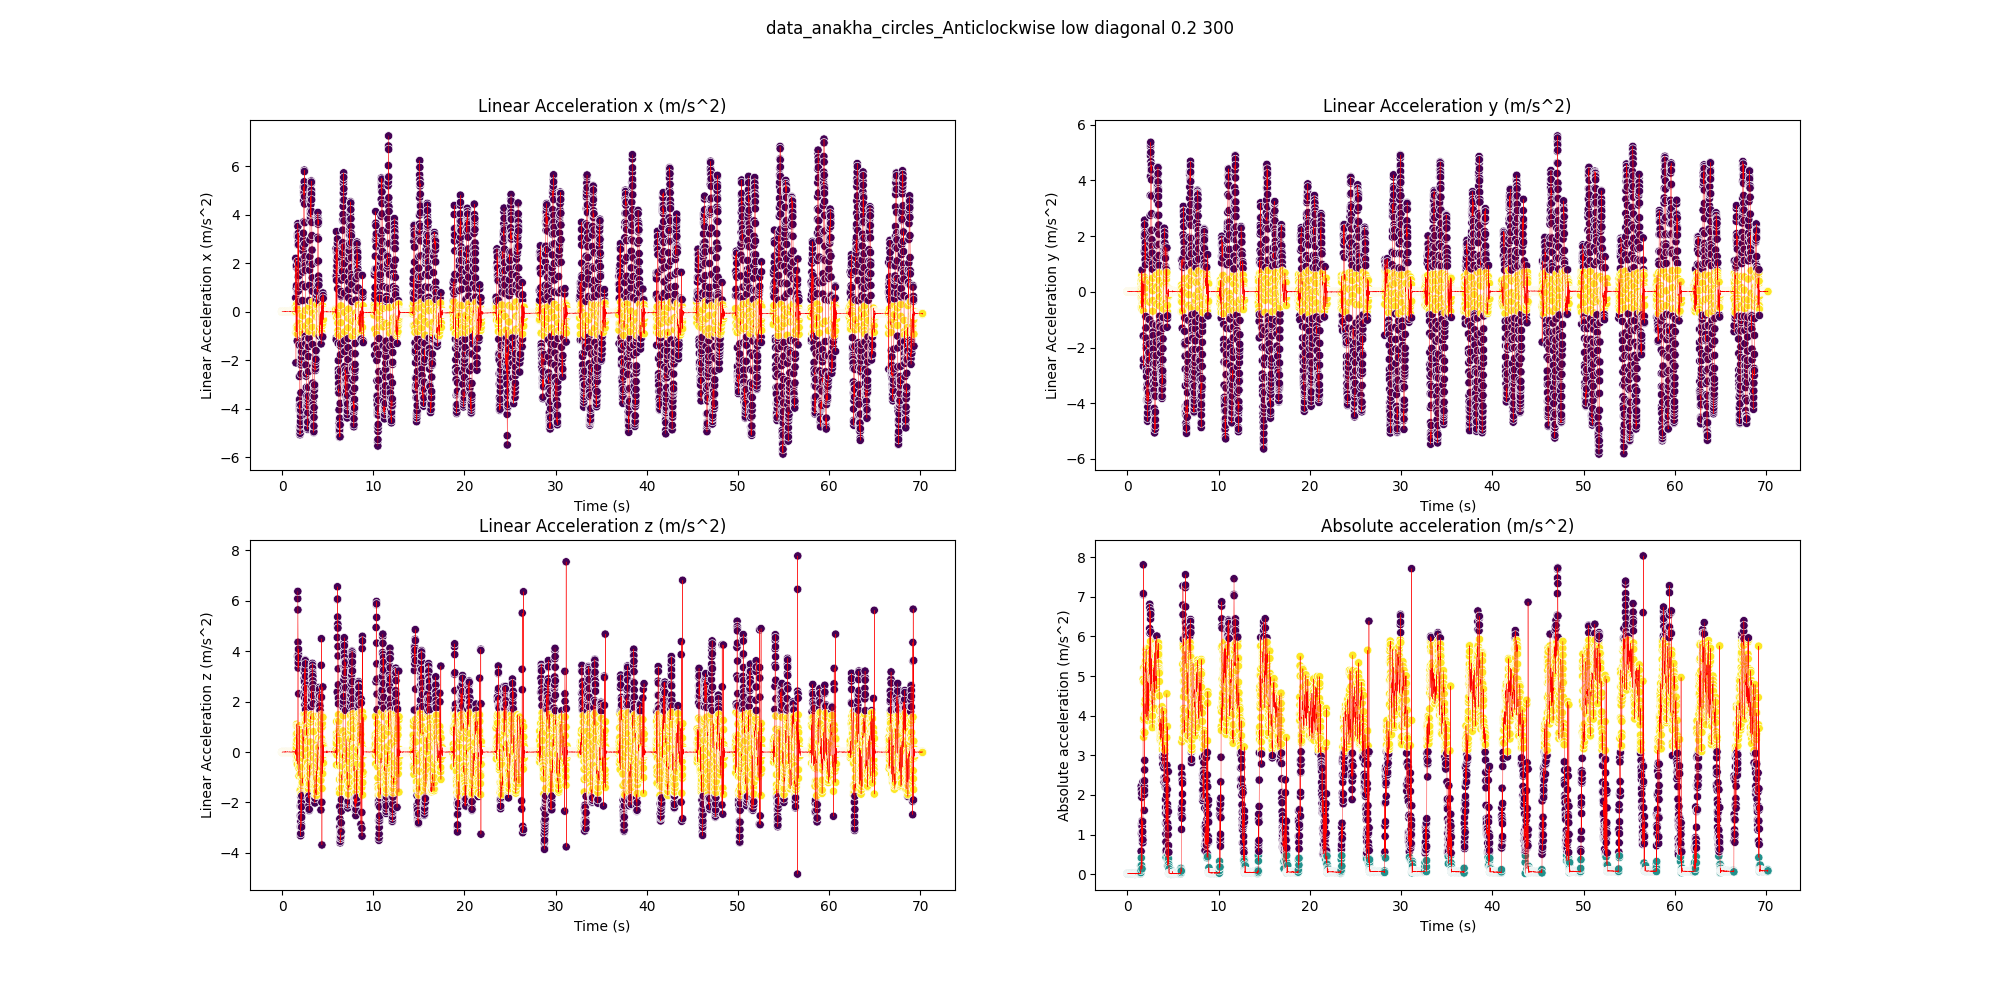 data_anakha_circles_Anticlockwise low diagonal 0.2 300
Linear Acceleration x (m/s^2)
Linear Acceleration x (m/s^2)
6
4
2
0
−2
−4
−6
0 10 20 30 40 50 60 70
Time (s)
Linear Acceleration y (m/s^2)
Linear Acceleration y (m/s^2)
6
4
2
0
−2
−4
−6
0 10 20 30 40 50 60 70
Time (s)
Linear Acceleration z (m/s^2)
Linear Acceleration z (m/s^2)
8
6
4
2
0
−2
−4
0 10 20 30 40 50 60 70
Time (s)
Absolute acceleration (m/s^2)
Absolute acceleration (m/s^2)
8
7
6
5
4
3
2
1
0
0 10 20 30 40 50 60 70
Time (s)